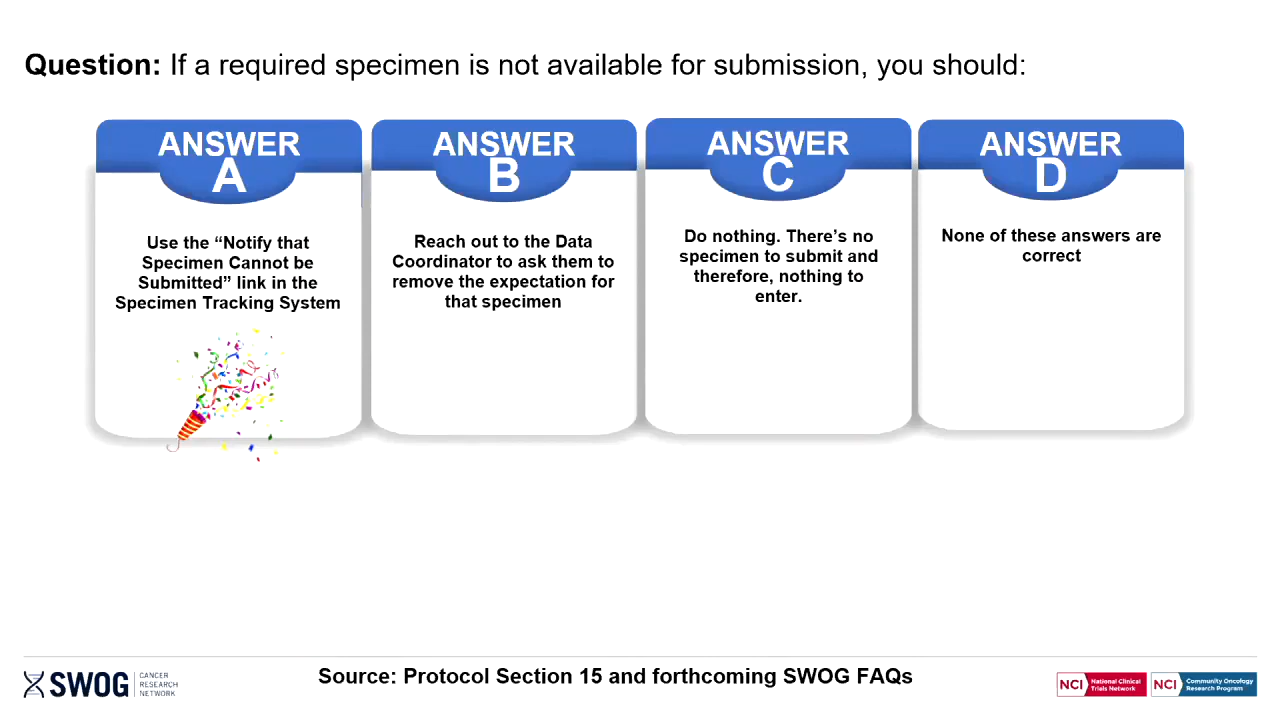 Question: If a required specimen is not available for submission, you should:
ANSWER
A
Use the “Notify that
Specimen Cannot be
Submitted” link in the
Specimen Tracking System
ANSWER
B
Reach out to the Data
Coordinator to ask them to
remove the expectation for
that specimen
ANSWER
C
Do nothing. There’s no
specimen to submit and
therefore, nothing to
enter.
ANSWER
D
None of these answers are
correct
SWOG
CANCER
RESEARCH
NETWORK
Source: Protocol Section 15 and forthcoming SWOG FAQs
NCI
National Clinical
Trials Network
NCI
Community Oncology
Research Program